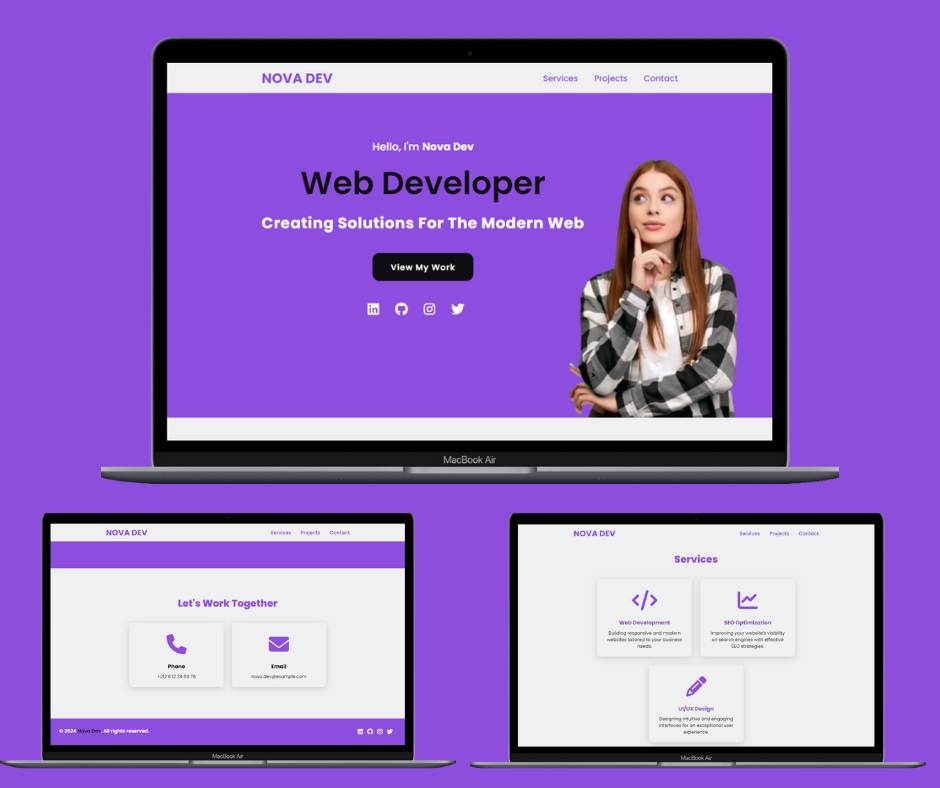 NOVA DEV
Services Projects Contact
Hello, I'm Nova Dev
Web Developer
Creating Solutions For The Modern Web
View My Work
MacBook Air
NOVA DEV
Services Projects Contact
Let's Work Together
Phone
+212 6 12 34 56 78
Email
nova.dev@example.com
© 2024 Nova Dev. All rights reserved.
MacBook Air
NOVA DEV
Services Projects Contact
Services
Web Development
Building responsive and modern
websites tailored to your business
needs.
SEO Optimization
Improving your website's visibility
on search engines with effective
SEO strategies.
UI/UX Design
Designing intuitive and engaging
interfaces for an exceptional user
experience.
MacBook Air